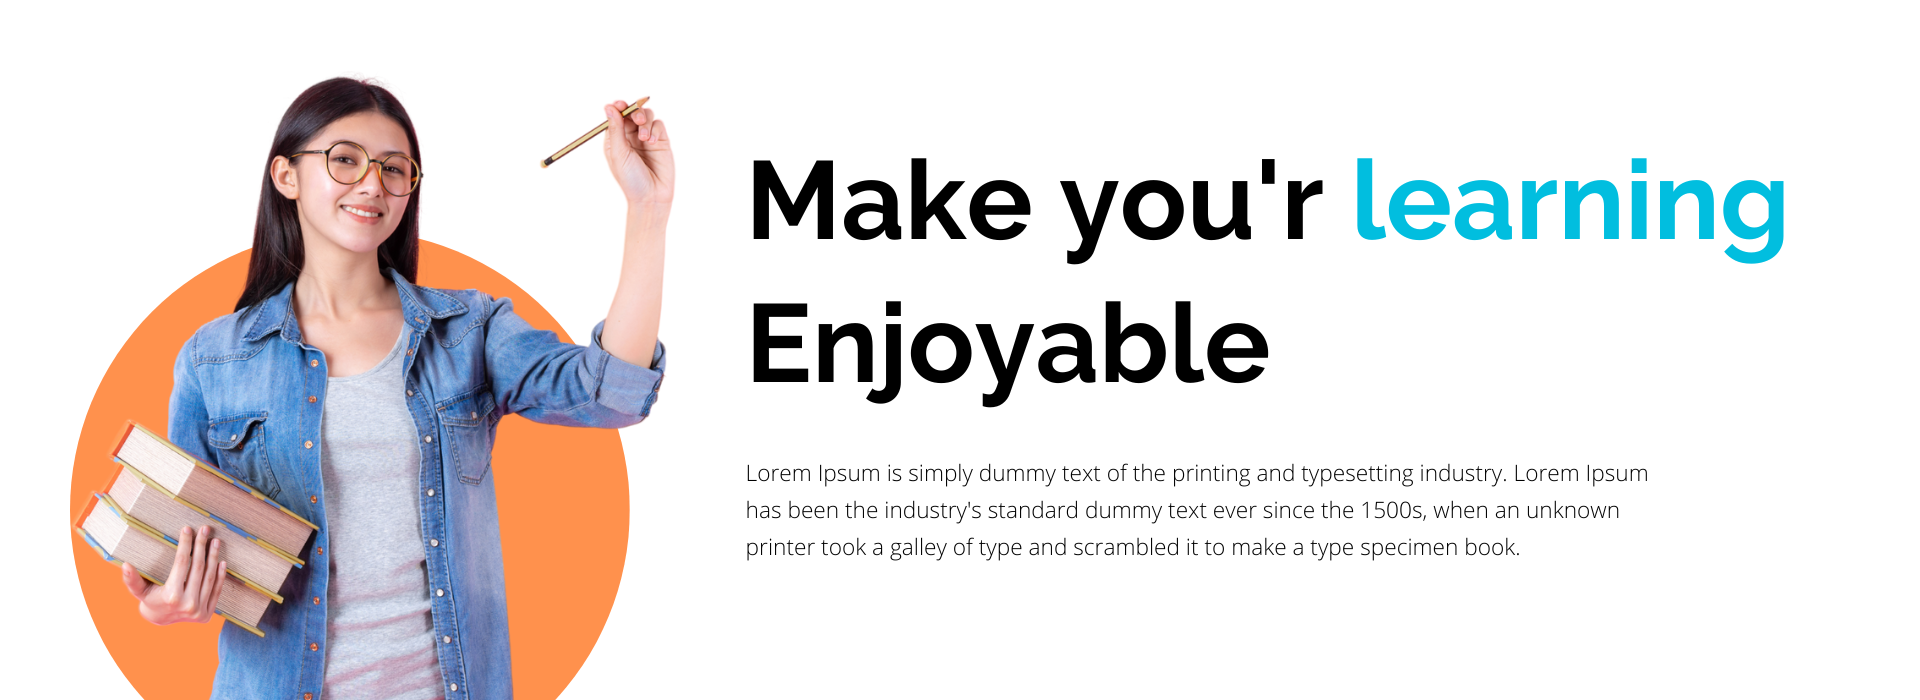 Make you'r learning
Enjoyable
Lorem Ipsum is simply dummy text of the printing and typesetting industry. Lorem Ipsum
has been the industry's standard dummy text ever since the 1500s, when an unknown
printer took a galley of type and scrambled it to make a type specimen book.